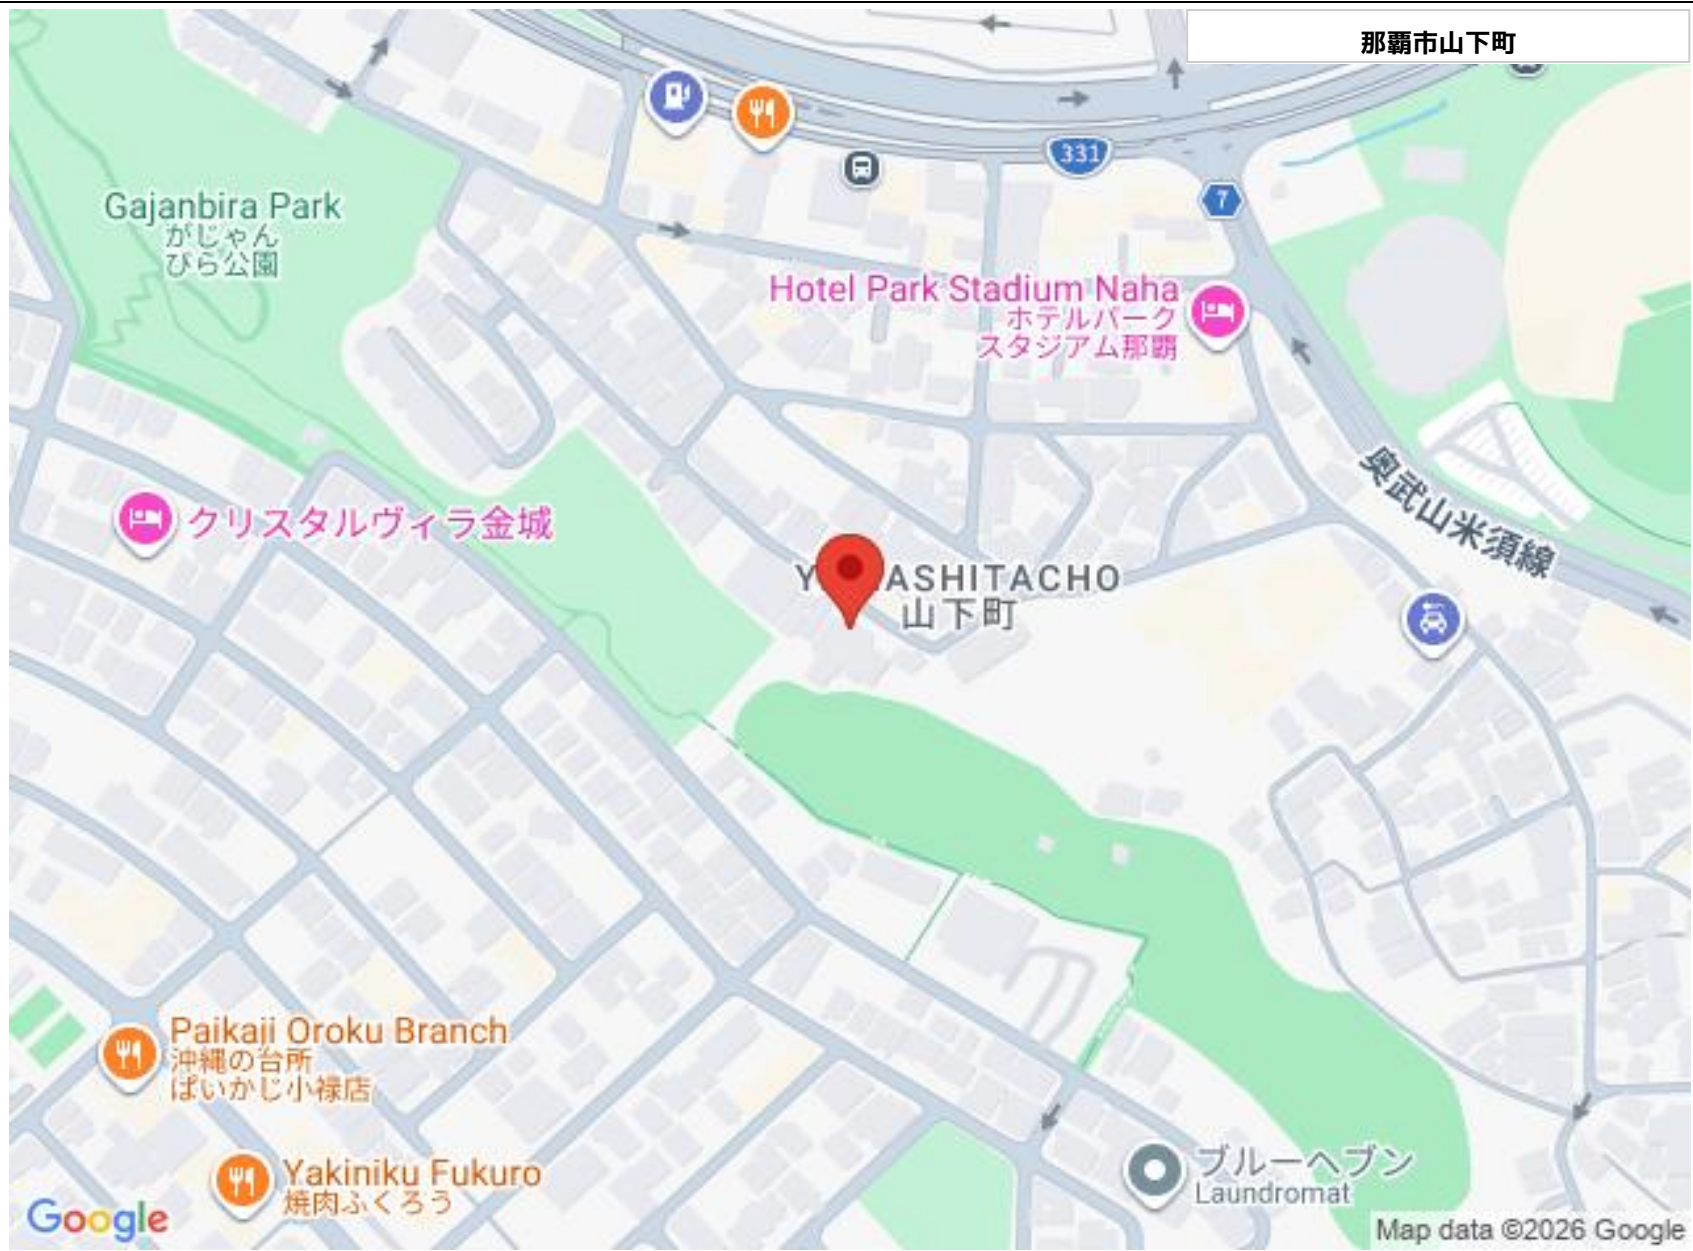 那覇市山下町
331
7
Gajanbira Park
がじゃん
びら公園
Hotel Park Stadium Naha
ホテルパーク
スタジアム那覇
奥武山米須線
クリスタルヴィラ金城
Y ASHITACHO
山下町
Paikaji Oroku Branch
沖縄の台所
ぱいかじ小禄店
Yakiniku Fukuro
焼肉ふくろう
ブルーヘブン
Laundromat
Google
Map data ©2026 Google